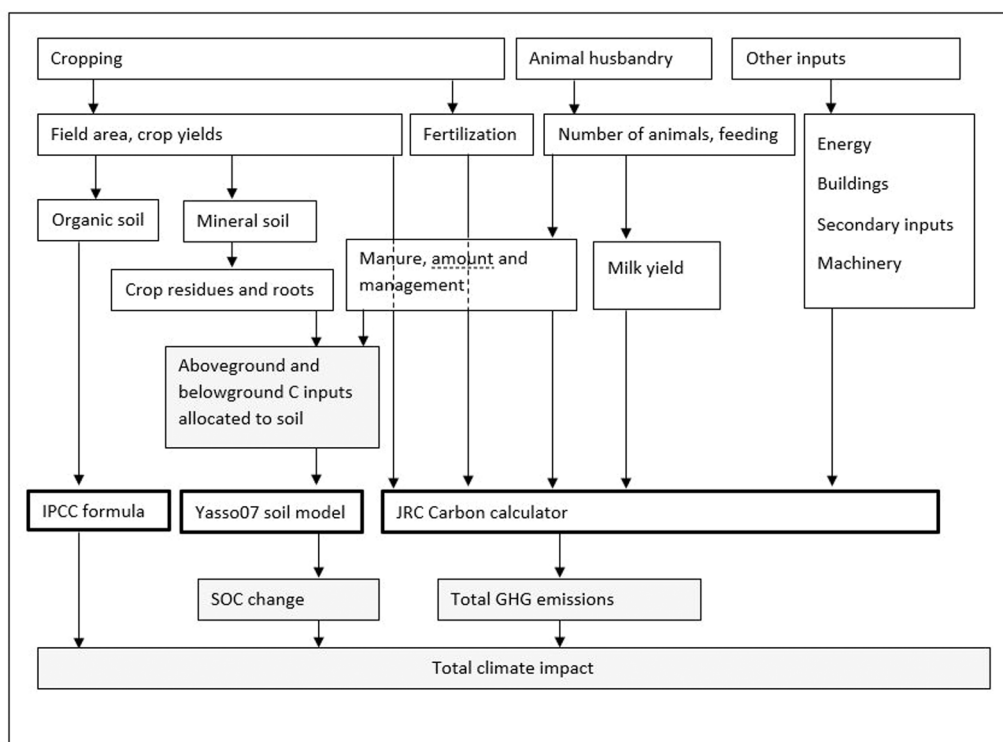 Cropping
Animal husbandry
Other inputs
Field area, crop yields
Fertilization
Number of animals, feeding
Energy
Buildings
Secondary inputs
Machinery
Organic soil
Mineral soil
Manure, amount and
management
Milk yield
Crop residues and roots
Aboveground and
belowground C inputs
allocated to soil
IPCC formula
Yasso07 soil model
JRC Carbon calculator
SOC change
Total GHG emissions
Total climate impact